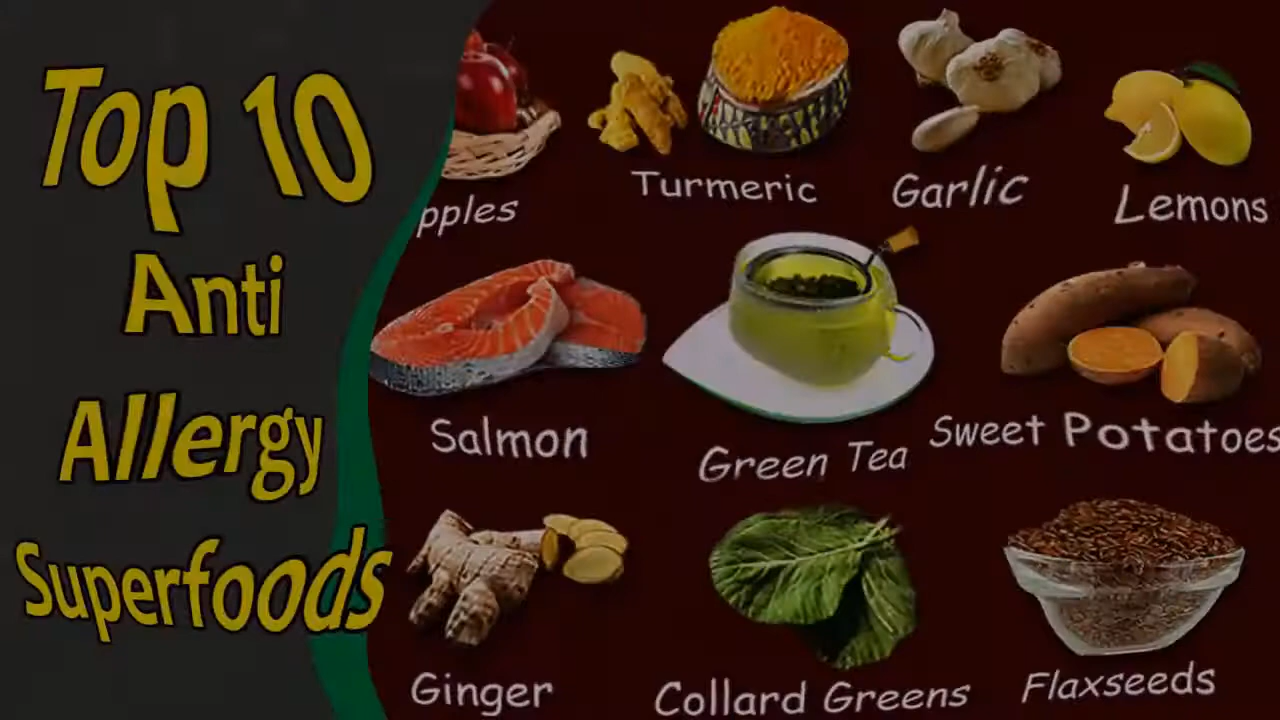 Top 10
Anti
Allergy
Superfoods
pples
Turmeric
Garlic
Lemons
Salmon
Green Tea
Sweet Potatoes
Ginger
Collard Greens
Flaxseeds